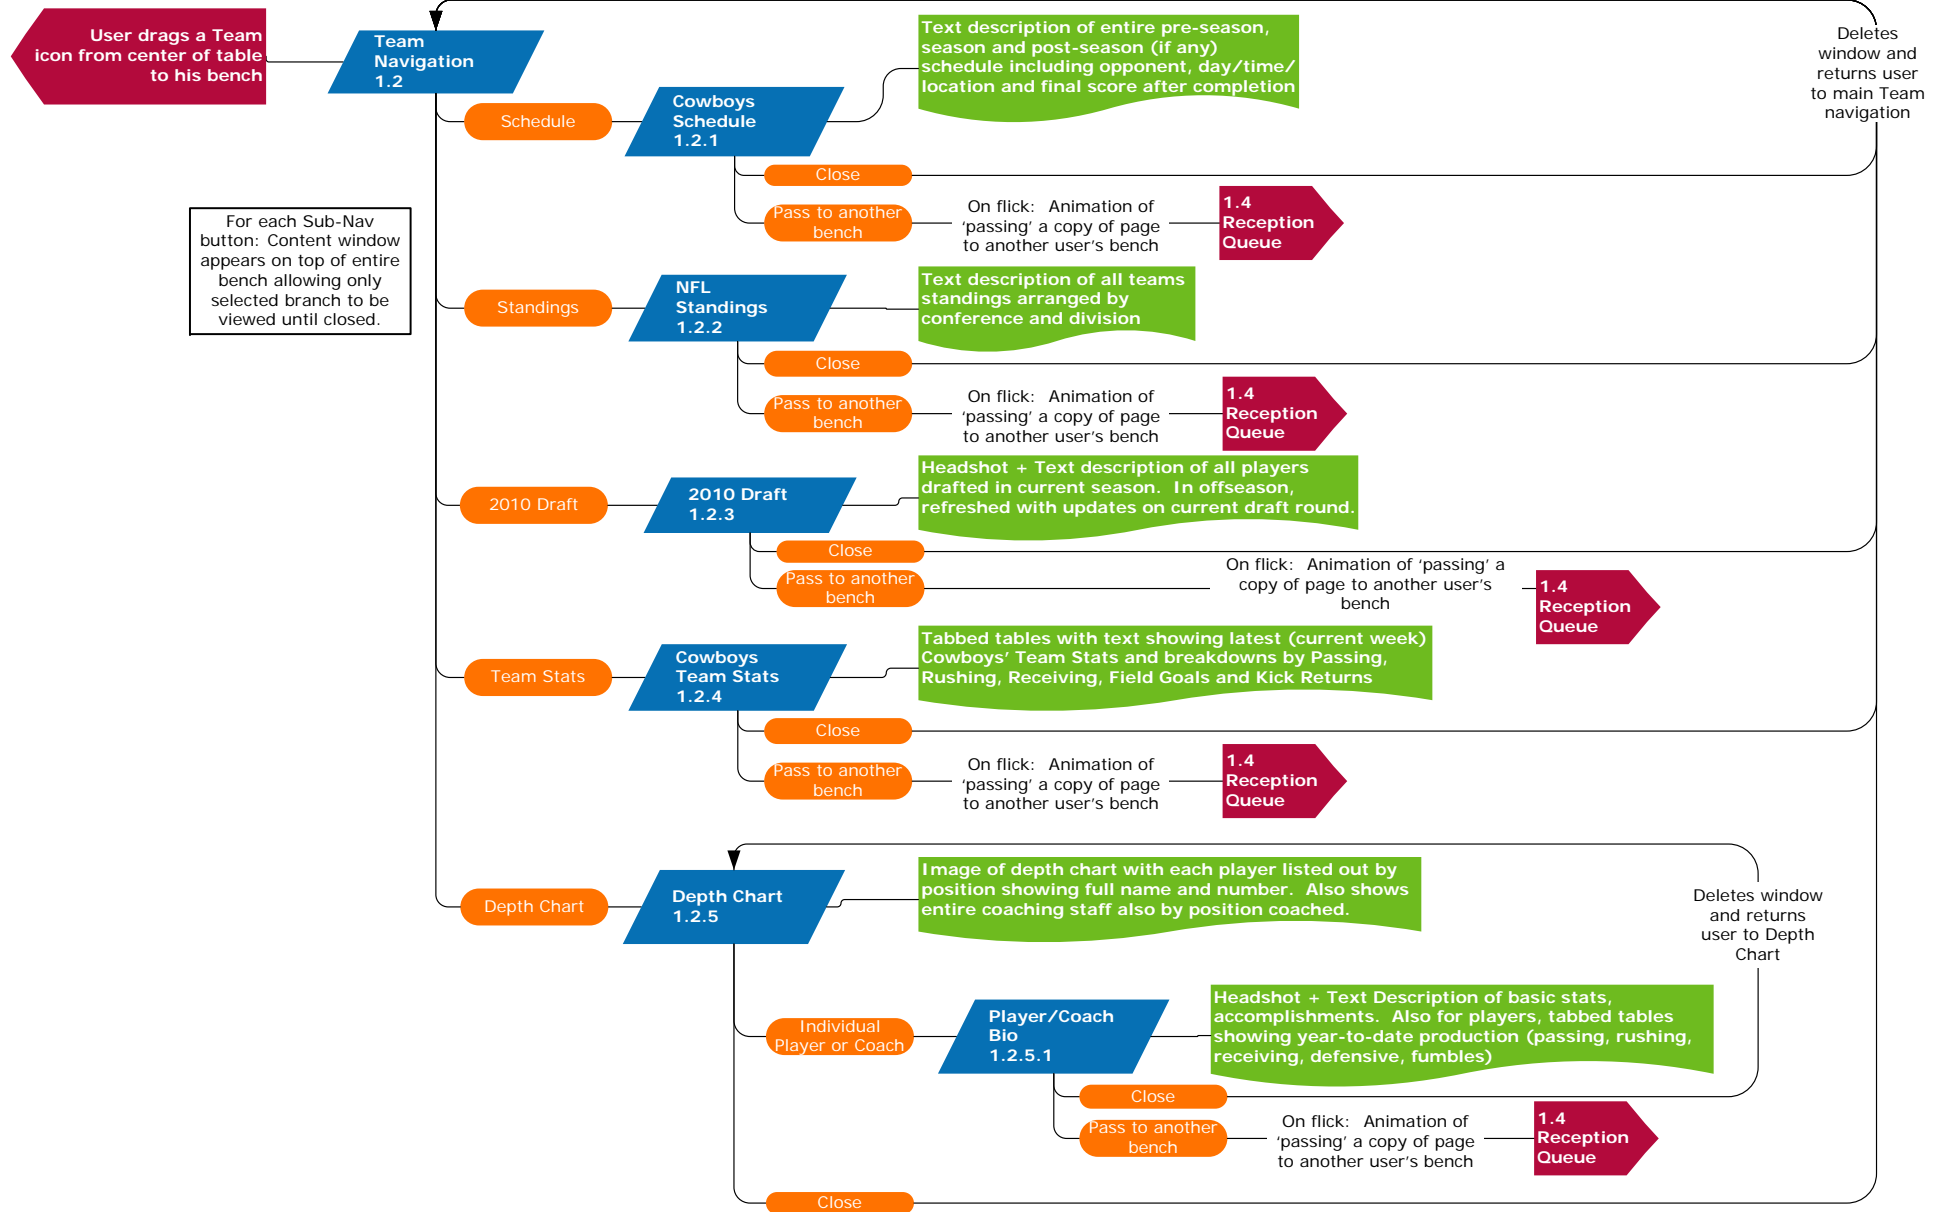 User drags a Team
icon from center of table
to his bench
Team
Navigation
1.2
Text description of entire pre-season,
season and post-season (if any)
schedule including opponent, day/time/
location and final score after completion
Deletes
window and
returns user
to main Team
navigation
Schedule
Cowboys
Schedule
1.2.1
Close
Pass to another
bench
On flick:  Animation of
‘passing’ a copy of page
to another user’s bench
1.4
Reception
Queue
For each Sub-Nav
button:  Content window
appears on top of entire
bench allowing only
selected branch to be
viewed until closed.
Standings
NFL
Standings
1.2.2
Text description of all teams
standings arranged by
conference and division
Close
Pass to another
bench
On flick:  Animation of
‘passing’ a copy of page
to another user’s bench
1.4
Reception
Queue
2010 Draft
2010 Draft
1.2.3
Headshot + Text description of all players
drafted in current season.  In offseason,
refreshed with updates on current draft round.
Close
Pass to another
bench
On flick:  Animation of ‘passing’ a
copy of page to another user’s
bench
1.4
Reception
Queue
Team Stats
Cowboys
Team Stats
1.2.4
Tabbed tables with text showing latest (current week)
Cowboys’ Team Stats and breakdowns by Passing,
Rushing, Receiving, Field Goals and Kick Returns
Close
Pass to another
bench
On flick:  Animation of
‘passing’ a copy of page
to another user’s bench
1.4
Reception
Queue
Depth Chart
Depth Chart
1.2.5
Image of depth chart with each player listed out by
position showing full name and number.  Also shows
entire coaching staff also by position coached.
Deletes window
and returns
user to Depth
Chart
Individual
Player or Coach
Player/Coach
Bio
1.2.5.1
Headshot + Text Description of basic stats,
accomplishments.  Also for players, tabbed tables
showing year-to-date production (passing, rushing,
receiving, defensive, fumbles)
Close
Pass to another
bench
On flick:  Animation of
‘passing’ a copy of page
to another user’s bench
1.4
Reception
Queue
Close